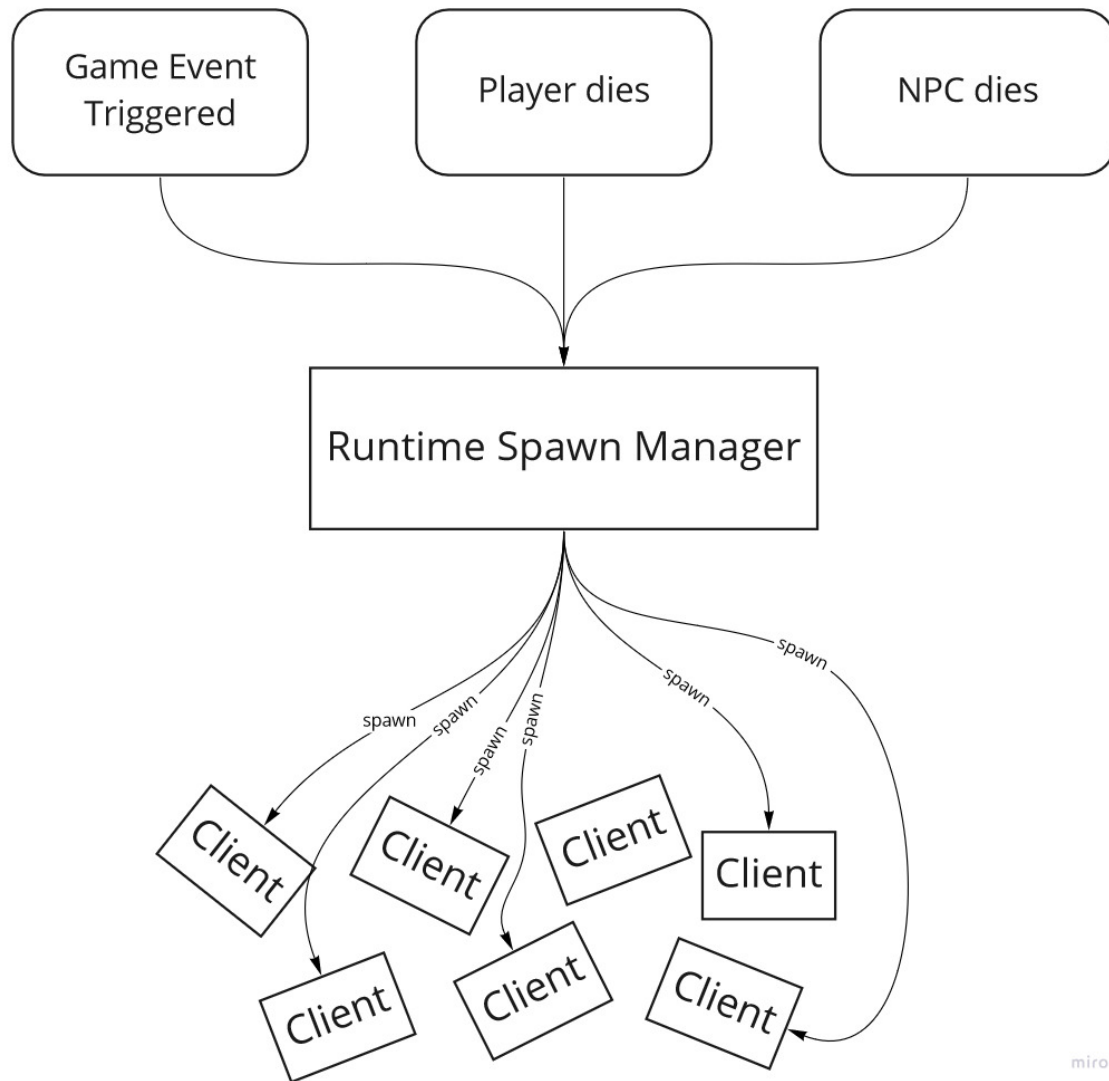 Game Event
Triggered
Player dies
NPC dies
Runtime Spawn Manager
spawn
spawn
spawn
spawn
spawn
spawn
Client
Client
Client
Client
Client
Client
Client
miro